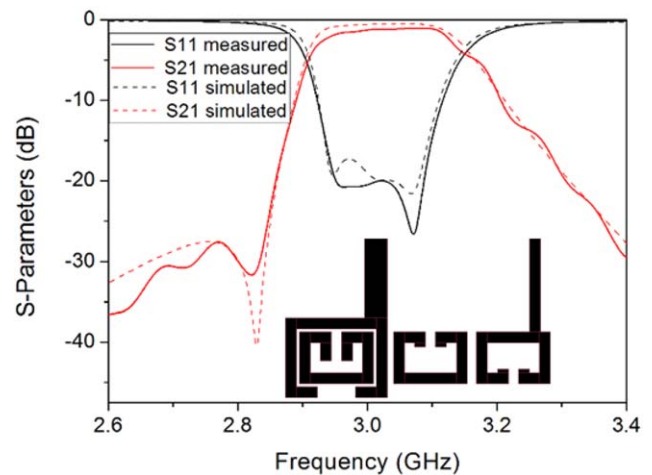 0
-10
-20
-30
-40
S-Parameters (dB)
S11 measured
S21 measured
S11 simulated
S21 simulated
2.6
2.8
3.0
3.2
3.4
Frequency (GHz)